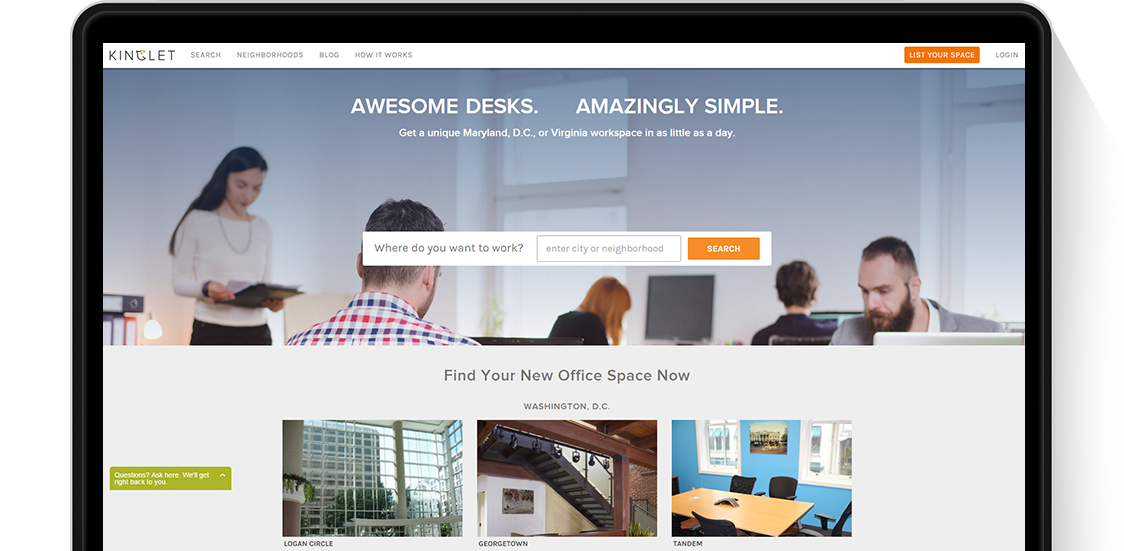 KINGLET SEARCH NEIGHBORHOODS BLOG HOW IT WORKS LIST YOUR SPACE LOGIN
AWESOME DESKS. AMAZINGLY SIMPLE.
Get a unique Maryland, D.C., or Virginia workspace in as little as a day.
Where do you want to work? enter city or neighborhood SEARCH
Find Your New Office Space Now
WASHINGTON, D.C.
Questions? Ask here. We'll get
right back to you.
LOGAN CIRCLE GEORGETOWN TANDEM